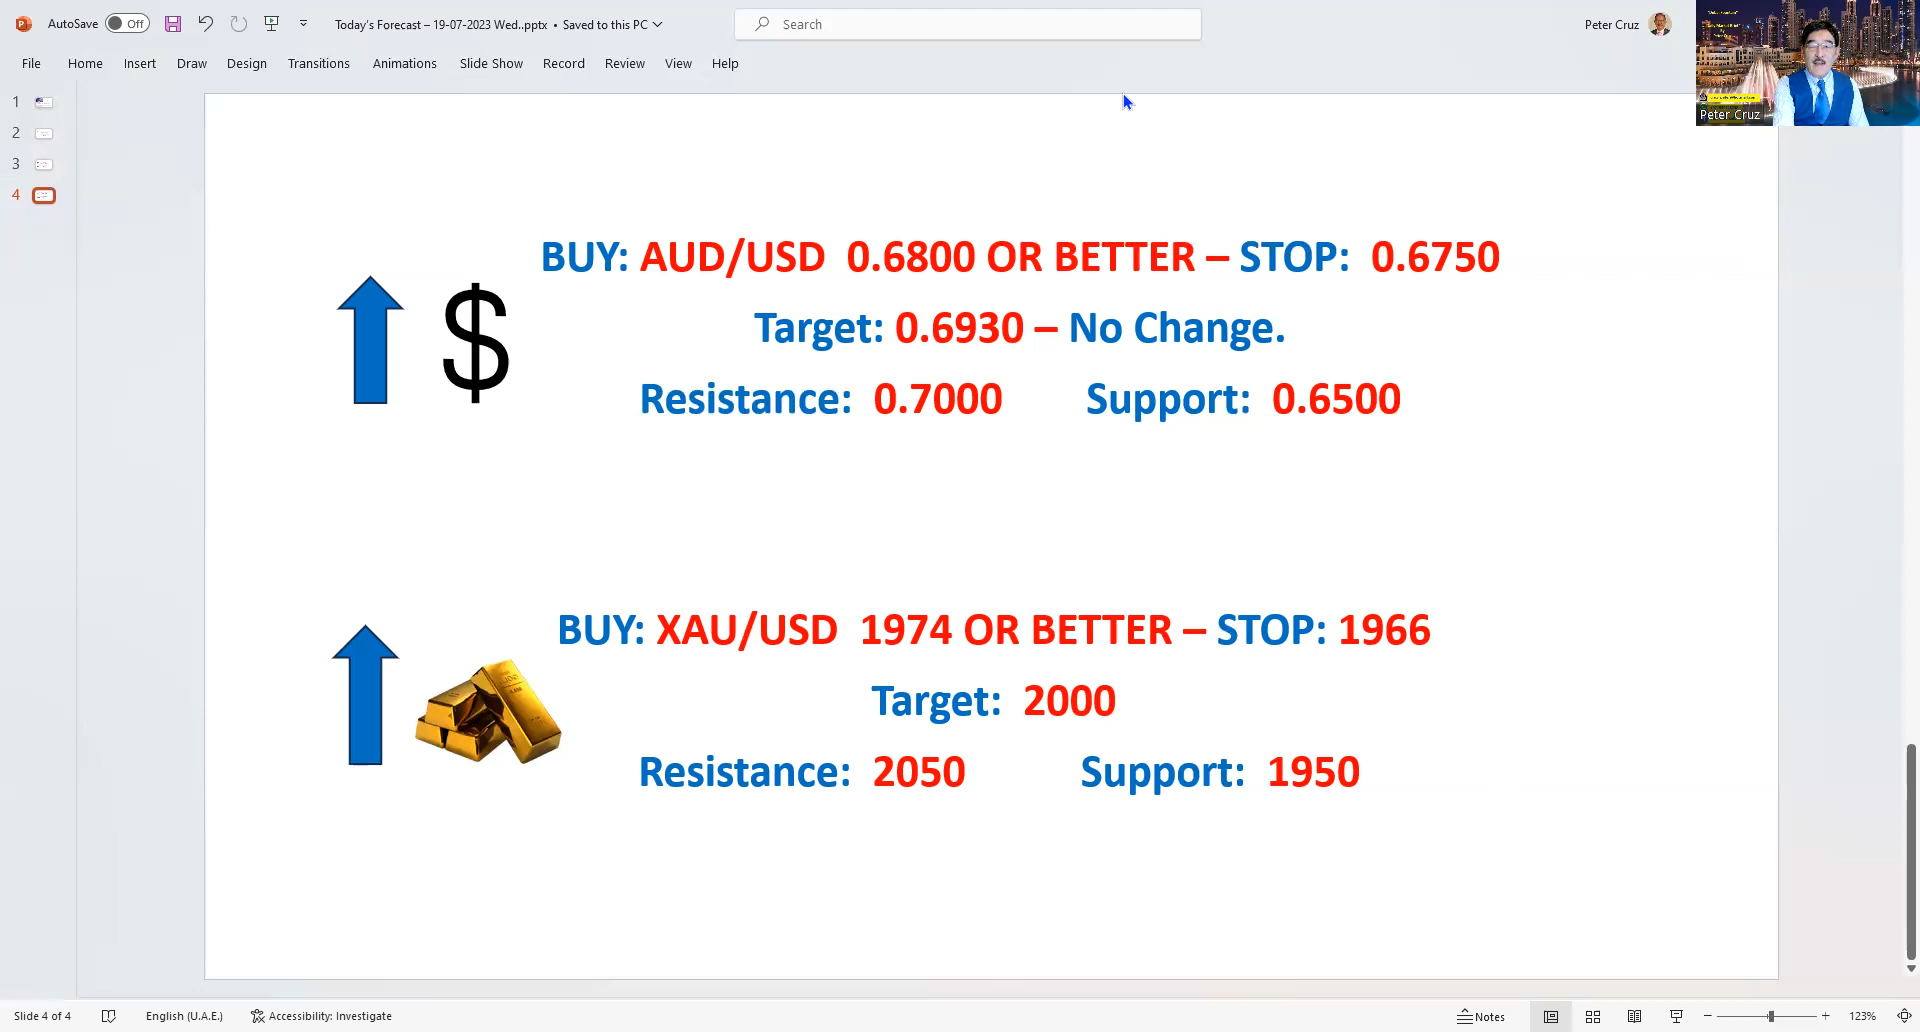 AutoSave Off Today's Forecast – 19-07-2023 Wed..pptx • Saved to this PC Search Peter Cruz
File Home Insert Draw Design Transitions Animations Slide Show Record Review View Help
Peter Cruz
1
2
3
4
BUY: AUD/USD 0.6800 OR BETTER – STOP: 0.6750
Target: 0.6930 – No Change.
Resistance: 0.7000 Support: 0.6500
BUY: XAU/USD 1974 OR BETTER – STOP: 1966
Target: 2000
Resistance: 2050 Support: 1950
Slide 4 of 4 English (U.A.E.) Accessibility: Investigate Notes 123%